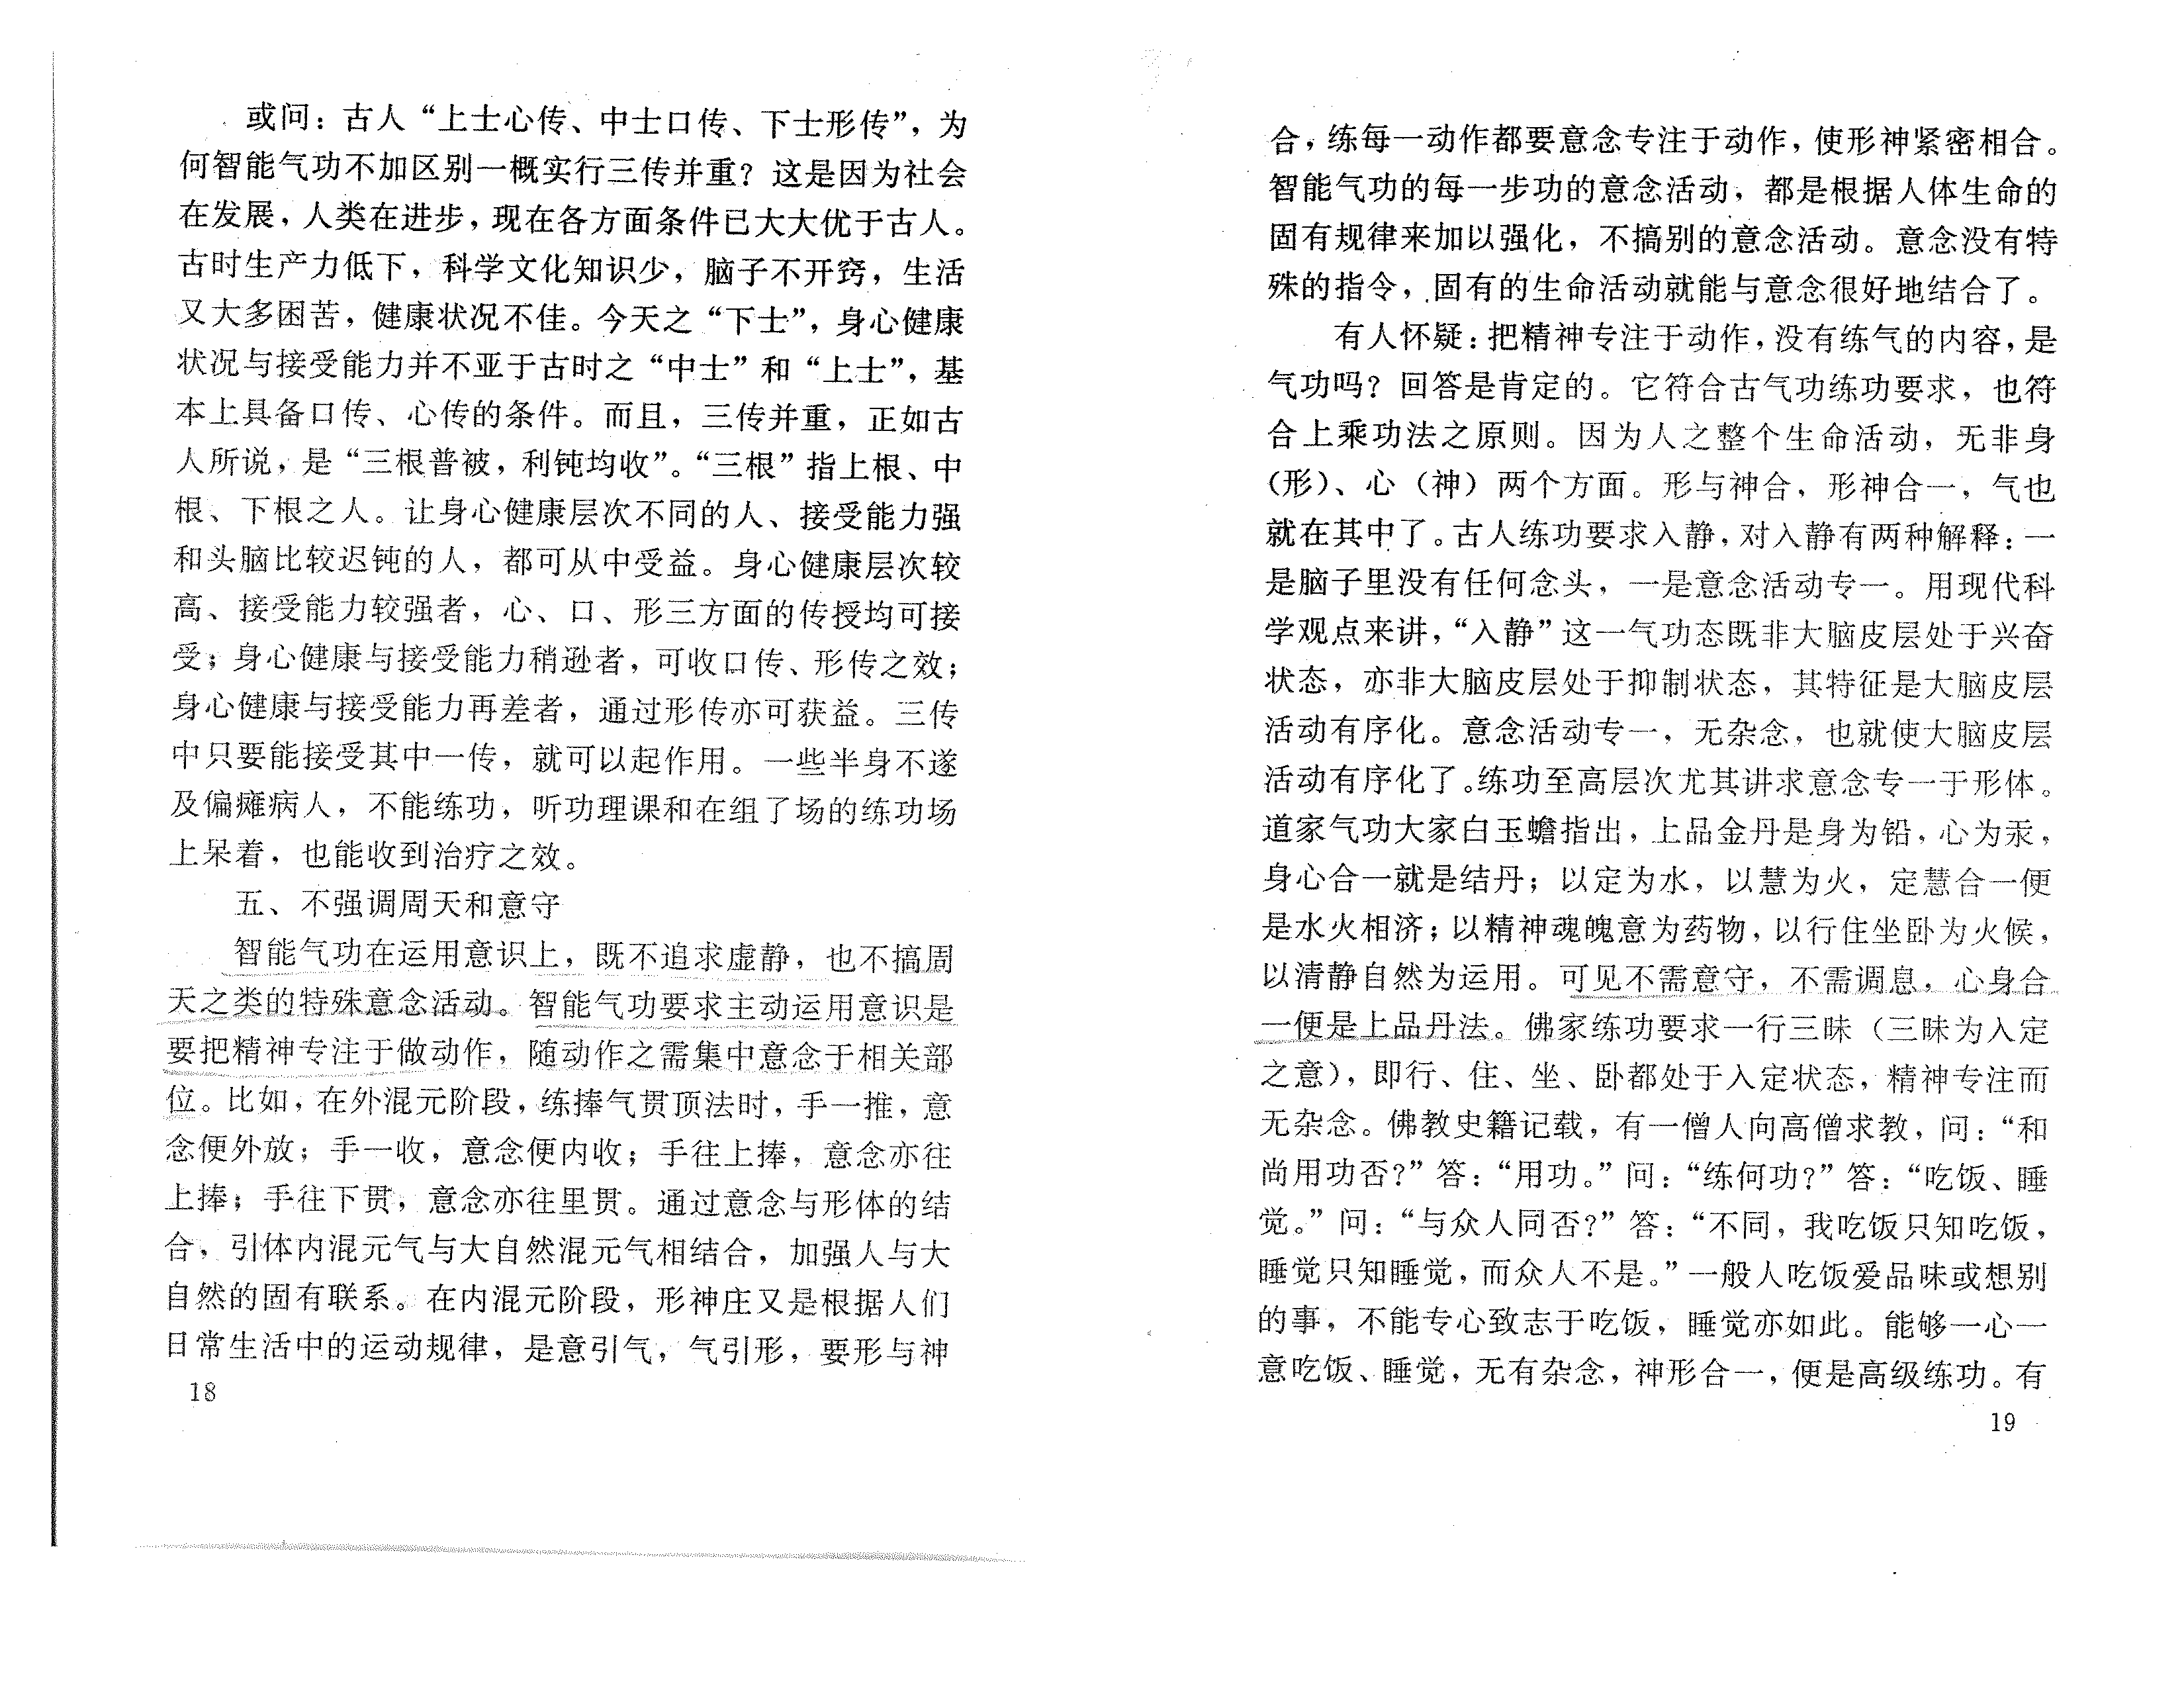 或问：古人“上士心传、中士口传、下士形传”，为
何智能气功不加区别一概实行三传并重？这是因为社会
在发展，人类在进步，现在各方面条件已大大优于古人。
古时生产力低下，科学文化知识少，脑子不开窍，生活
又大多困苦，健康状况不佳。今天之“下士”，身心健康
状况与接受能力并不亚于古时之“中士”和“上士”，基
本上具备口传、心传的条件。而且，三传并重，正如古
人所说，是“三根普被，利钝均收”。“三根”指上根、中
根、下根之人。让身心健康层次不同的人、接受能力强
和头脑比较迟钝的人，都可从中受益。身心健康层次较
高、接受能力较强者，心、口、形三方面的传授均可接
受；身心健康与接受能力稍逊者，可收口传、形传之效；
身心健康与接受能力再差者，通过形传亦可获益。三传
中只要能接受其中一传，就可以起作用。一些半身不遂
及偏瘫病人，不能练功，听功理课和在组了场的练功场
上呆着，也能收到治疗之效。
五、不强调周天和意守
智能气功在运用意识上，既不追求虚静，也不搞周
天之类的特殊意念活动。智能气功要求主动运用意识是
要把精神专注于做动作，随动作之需集中意念于相关部
位。比如，在外混元阶段，练捧气贯顶法时，手一推，意
念便外放；手一收，意念便内收；手往上捧，意念亦往
上捧；手往下贯，意念亦往里贯。通过意念与形体的结
合，引体内混元气与大自然混元气相结合，加强人与大
自然的固有联系。在内混元阶段，形神庄又是根据人们
日常生活中的运动规律，是意引气，气引形，要形与神
18
合，练每一动作都要意念专注于动作，使形神紧密相合。
智能气功的每一步功的意念活动，都是根据人体生命的
固有规律来加以强化，不搞别的意念活动。意念没有特
殊的指令，固有的生命活动就能与意念很好地结合了。
有人怀疑：把精神专注于动作，没有练气的内容，是
气功吗？回答是肯定的。它符合古气功练功要求，也符
合上乘功法之原则。因为人之整个生命活动，无非身
（形）、心（神）两个方面。形与神合，形神合一，气也
就在其中了。古人练功要求入静，对入静有两种解释：一
是脑子里没有任何念头，一是意念活动专一。用现代科
学观点来讲，“入静”这一气功态既非大脑皮层处于兴奋
状态，亦非大脑皮层处于抑制状态，其特征是大脑皮层
活动有序化。意念活动专一，无杂念，也就使大脑皮层
活动有序化了。练功至高层次尤其讲求意念专一于形体。
道家气功大家白玉蟾指出，上品金丹是身为铅，心为汞，
身心合一就是结丹；以定为水，以慧为火，定慧合一便
是水火相济；以精神魂魄意为药物，以行住坐卧为火候，
以清静自然为运用。可见不需意守，不需调息，心身合
一便是上品丹法。佛家练功要求一行三昧（三昧为入定
之意），即行、住、坐、卧都处于入定状态，精神专注而
无杂念。佛教史籍记载，有一僧人向高僧求教，问：“和
尚用功否?”答：“用功。”问：“练何功?”答：“吃饭、睡
觉。”问：“与众人同否?”答：“不同，我吃饭只知吃饭，
睡觉只知睡觉，而众人不是。”一般人吃饭爱品味或想别
的事，不能专心致志于吃饭，睡觉亦如此。能够一心一
意吃饭、睡觉，无有杂念，神形合一，便是高级练功。有
19